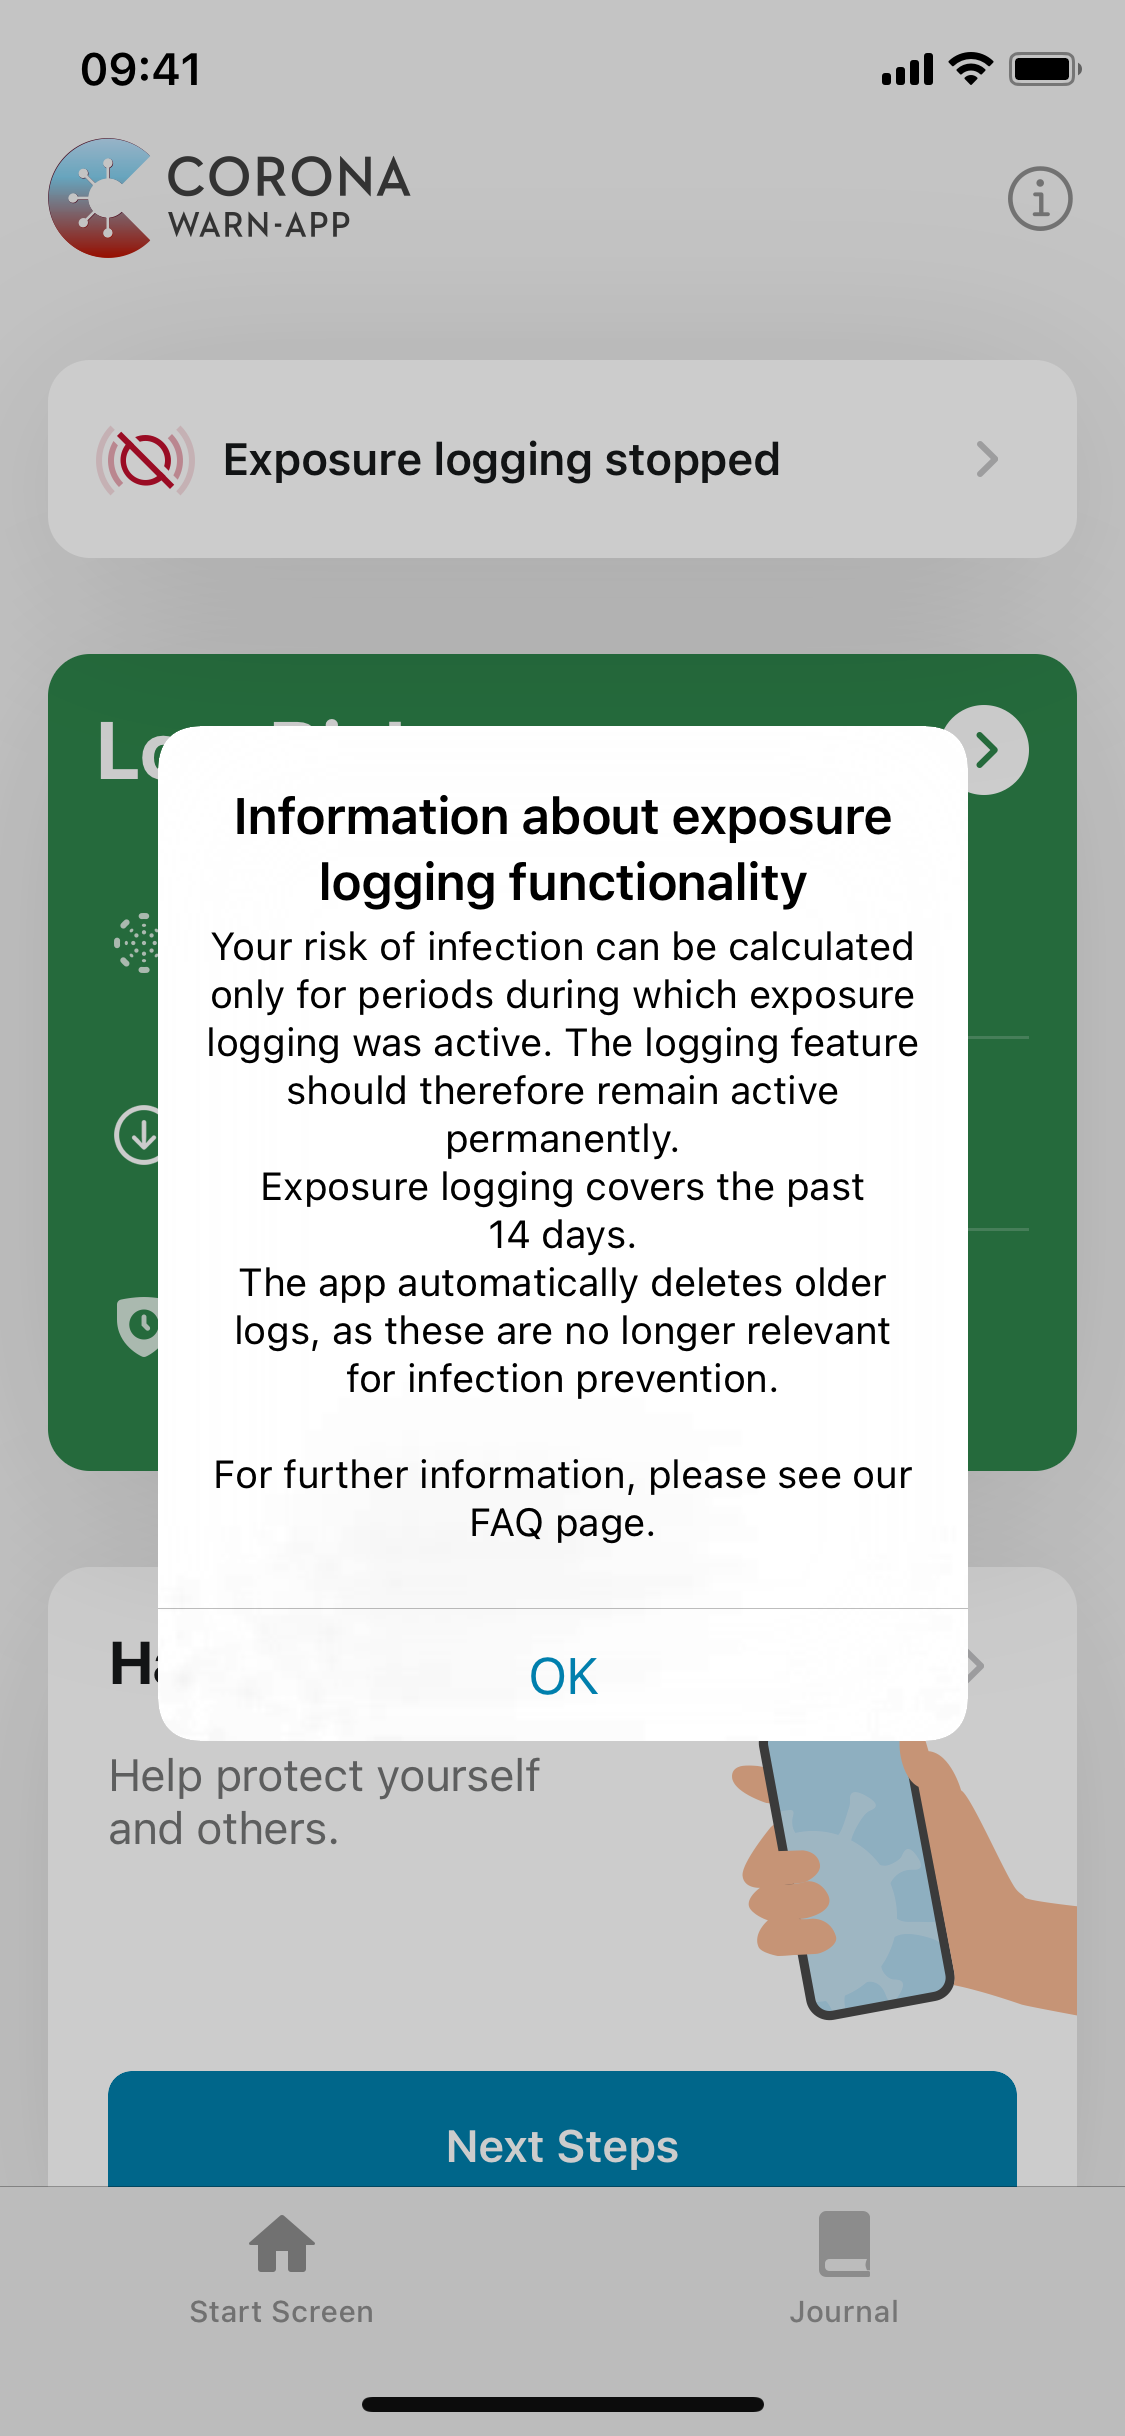 09:41
CORONA
WARN-APP
Exposure logging stopped
Information about exposure
logging functionality
Your risk of infection can be calculated
only for periods during which exposure
logging was active. The logging feature
should therefore remain active
permanently.
Exposure logging covers the past
14 days.
The app automatically deletes older
logs, as these are no longer relevant
for infection prevention.
For further information, please see our
FAQ page.
OK
Help protect yourself
and others.
Next Steps
Start Screen
Journal